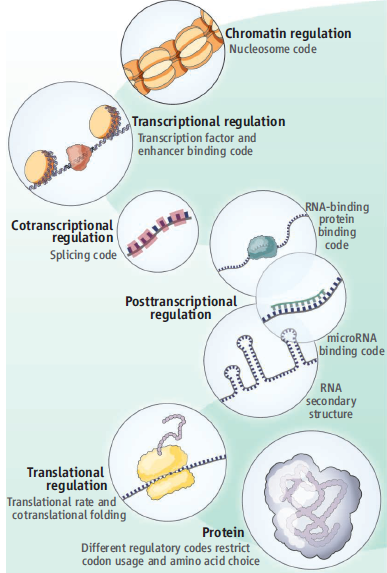 Chromatin regulation
Nucleosome code
Transcriptional regulation
Transcription factor and
enhancer binding code
Cotranscriptional
regulation
Splicing code
RNA-binding
protein
binding
code
Posttranscriptional
regulation
microRNA
binding code
RNA
secondary
structure
Translational
regulation
Translational rate and
cotranslational folding
Protein
Different regulatory codes restrict
codon usage and amino acid choice